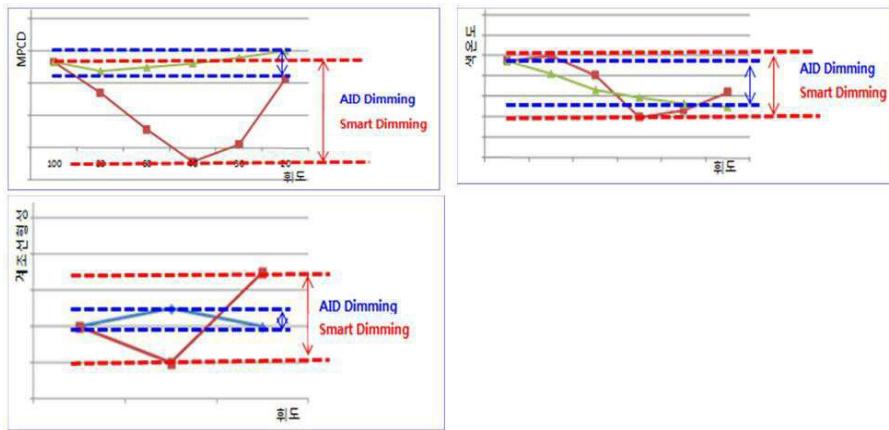 MPCD
AID Dimming
Smart Dimming
100
휘도
색온도
AID Dimming
Smart Dimming
휘도
계조선형성
AID Dimming
Smart Dimming
휘도